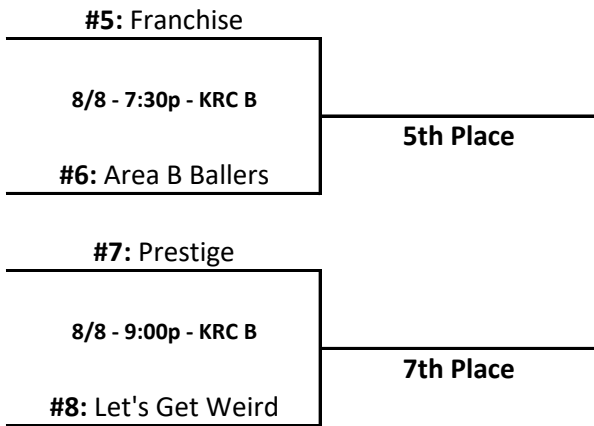 #5: Franchise
8/8 - 7:30p - KRC B
5th Place
#6: Area B Ballers
#7: Prestige
8/8 - 9:00p - KRC B
7th Place
#8: Let's Get Weird